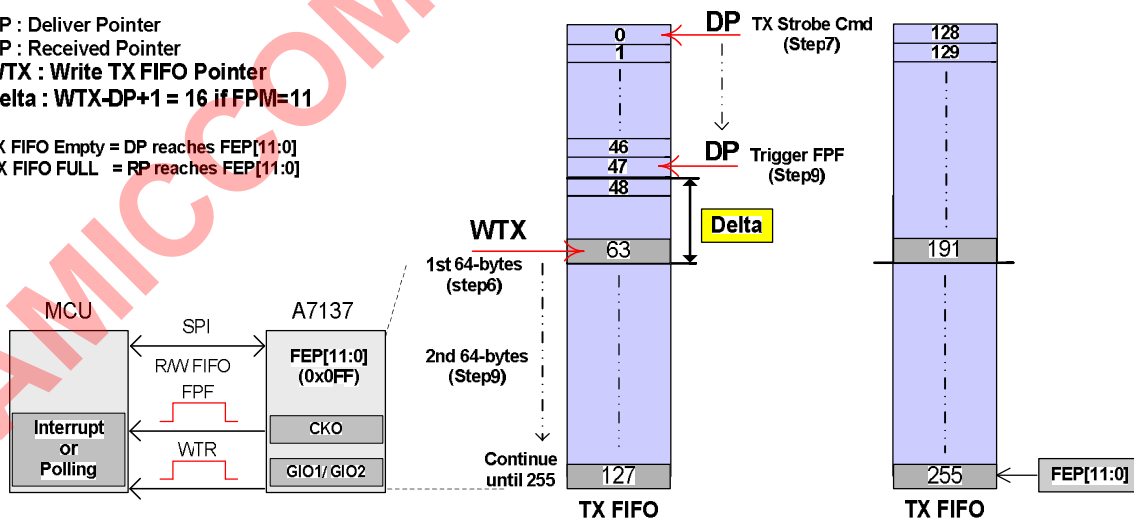 P : Deliver Pointer
P : Received Pointer
WTX : Write TX FIFO Pointer
elta : WTX-DP+1 = 16 if FPM=11
X FIFO Empty = DP reaches FEP[11:0]
X FIFO FULL = RP reaches FEP[11:0]
AMICCOM
MCU
A7137
SPI
R/W FIFO
FPF
WTR
Interrupt
or
Polling
FEP[11:0]
(0x0FF)
CKO
GIO1/ GIO2
WTX
1st 64-bytes
(step6)
2nd 64-bytes
(Step9)
Continue
until 255
0
1
46
47
48
63
127
TX FIFO
DP
TX Strobe Cmd
(Step7)
DP
Trigger FPF
(Step9)
Delta
128
129
191
255
TX FIFO
FEP[11:0]